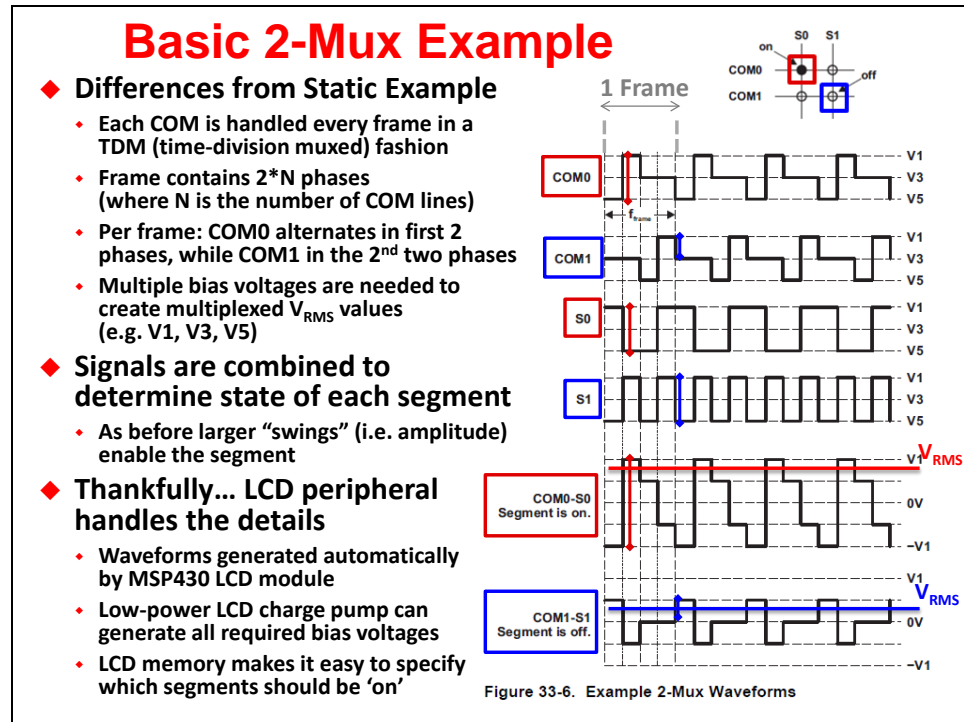 Basic 2-Mux Example
◆ Differences from Static Example
• Each COM is handled every frame in a
TDM (time-division muxed) fashion
• Frame contains 2*N phases
(where N is the number of COM lines)
• Per frame: COM0 alternates in first 2
phases, while COM1 in the 2nd two phases
• Multiple bias voltages are needed to
create multiplexed VRMS values
(e.g. V1, V3, V5)
◆ Signals are combined to
determine state of each segment
• As before larger “swings” (i.e. amplitude)
enable the segment
◆ Thankfully… LCD peripheral
handles the details
• Waveforms generated automatically
by MSP430 LCD module
• Low-power LCD charge pump can
generate all required bias voltages
• LCD memory makes it easy to specify
which segments should be ‘on’
S0 S1
on
off
COM0
COM1
1 Frame
COM0
V1
V3
V5
fframe
COM1
V1
V3
V5
S0
V1
V3
V5
S1
V1
V3
V5
COM0-S0
Segment is on.
V1
VRMS
0V
−V1
COM1-S1
Segment is off.
V1
VRMS
0V
−V1
Figure 33-6. Example 2-Mux Waveforms